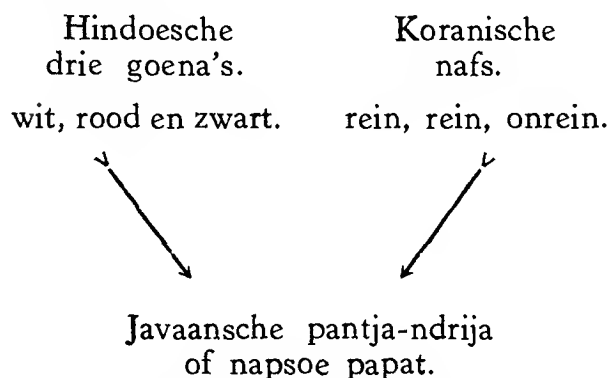 Hindoesche
drie goena's.
wit, rood en zwart.
Koranische
nafs.
rein, rein, onrein.
Javaansche pantja-ndrija
of napsoe papat.